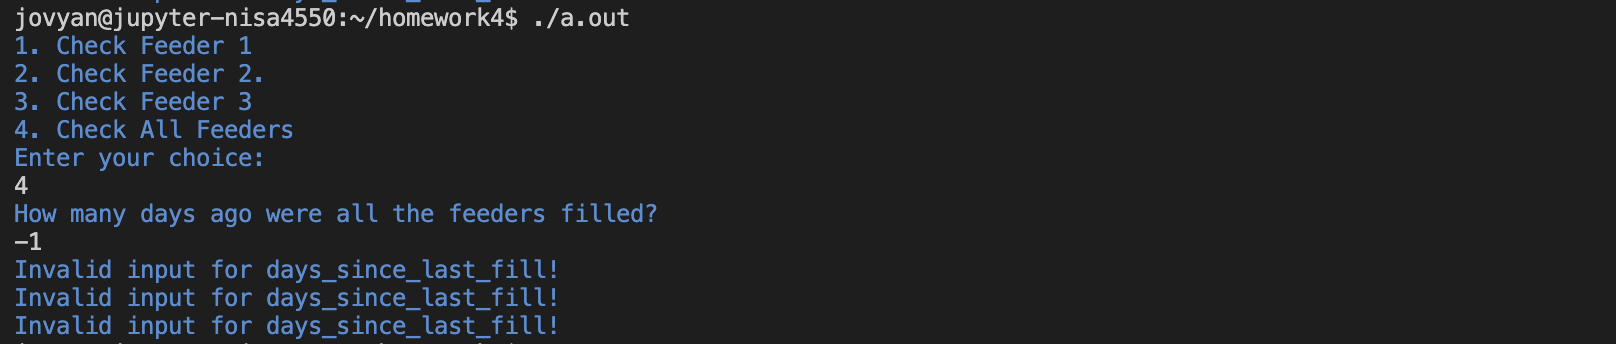 jovyan@jupyter-nisa4550:~/homework4$ ./a.out
1. Check Feeder 1
2. Check Feeder 2.
3. Check Feeder 3
4. Check All Feeders
Enter your choice:
4
How many days ago were all the feeders filled?
-1
Invalid input for days_since_last_fill!
Invalid input for days_since_last_fill!
Invalid input for days_since_last_fill!